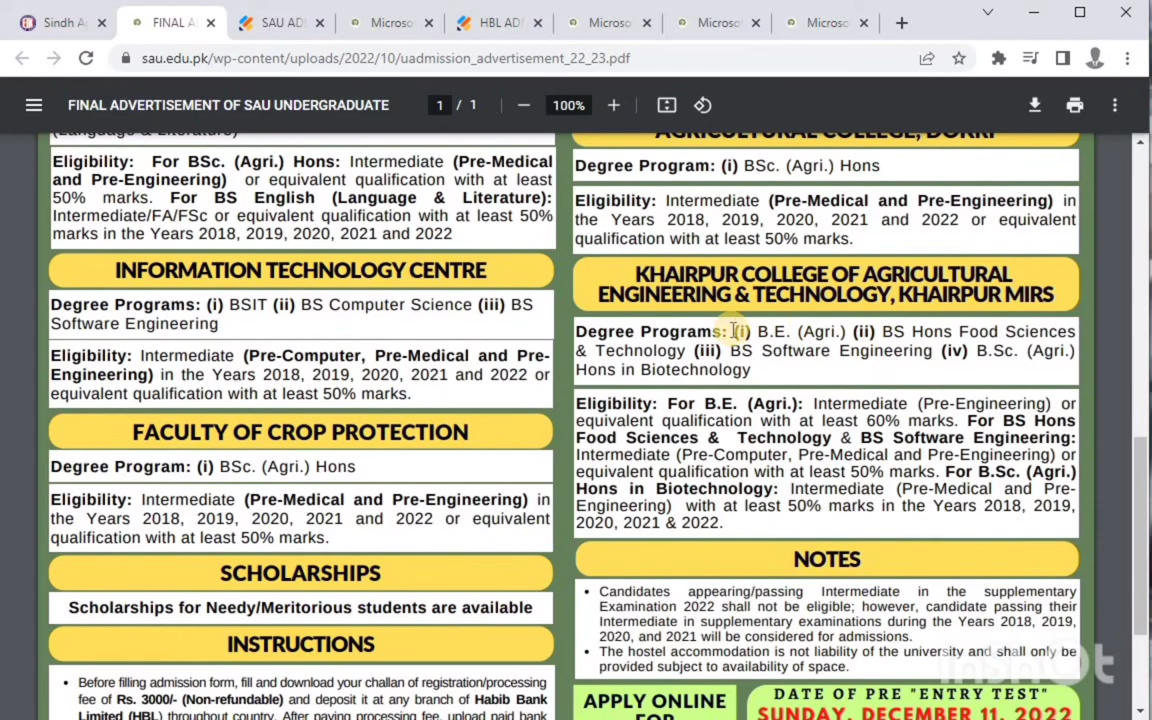 Sindh Ag
FINAL A
SAU AD
Microso
HBL AD
Microso
Microso
Microso
sau.edu.pk/wp-content/uploads/2022/10/uadmission_advertisement_22_23.pdf
FINAL ADVERTISEMENT OF SAU UNDERGRADUATE
1 / 1
100%
(Language & Literature)
Eligibility: For BSc. (Agri.) Hons: Intermediate (Pre-Medical
and Pre-Engineering) or equivalent qualification with at least
50% marks. For BS English (Language & Literature):
Intermediate/FA/FSc or equivalent qualification with at least 50%
marks in the Years 2018, 2019, 2020, 2021 and 2022
INFORMATION TECHNOLOGY CENTRE
Degree Programs: (i) BSIT (ii) BS Computer Science (iii) BS
Software Engineering
Eligibility: Intermediate (Pre-Computer, Pre-Medical and Pre-
Engineering) in the Years 2018, 2019, 2020, 2021 and 2022 or
equivalent qualification with at least 50% marks.
FACULTY OF CROP PROTECTION
Degree Program: (i) BSc. (Agri.) Hons
Eligibility: Intermediate (Pre-Medical and Pre-Engineering) in
the Years 2018, 2019, 2020, 2021 and 2022 or equivalent
qualification with at least 50% marks.
SCHOLARSHIPS
Scholarships for Needy/Meritorious students are available
INSTRUCTIONS
• Before filling admission form, fill and download your challan of registration/processing
fee of Rs. 3000/- (Non-refundable) and deposit it at any branch of Habib Bank
Limited (HBL) throughout country. After paying processing fee, upload paid bank
AGRICULTURAL COLLEGE, DOKRI
Degree Program: (i) BSc. (Agri.) Hons
Eligibility: Intermediate (Pre-Medical and Pre-Engineering) in
the Years 2018, 2019, 2020, 2021 and 2022 or equivalent
qualification with at least 50% marks.
KHAIRPUR COLLEGE OF AGRICULTURAL
ENGINEERING & TECHNOLOGY, KHAIRPUR MIRS
Degree Programs: (i) B.E. (Agri.) (ii) BS Hons Food Sciences
& Technology (iii) BS Software Engineering (iv) B.Sc. (Agri.)
Hons in Biotechnology
Eligibility: For B.E. (Agri.): Intermediate (Pre-Engineering) or
equivalent qualification with at least 60% marks. For BS Hons
Food Sciences & Technology & BS Software Engineering:
Intermediate (Pre-Computer, Pre-Medical and Pre-Engineering) or
equivalent qualification with at least 50% marks. For B.Sc. (Agri.)
Hons in Biotechnology: Intermediate (Pre-Medical and Pre-
Engineering) with at least 50% marks in the Years 2018, 2019,
2020, 2021 & 2022.
NOTES
• Candidates appearing/passing Intermediate in the supplementary
Examination 2022 shall not be eligible; however, candidate passing their
Intermediate in supplementary examinations during the Years 2018, 2019,
2020, and 2021 will be considered for admissions.
• The hostel accommodation is not liability of the university and shall only be
provided subject to availability of space.
InShOt
APPLY ONLINE
FOR
DATE OF PRE "ENTRY TEST"
SUNDAY, DECEMBER 11, 2022